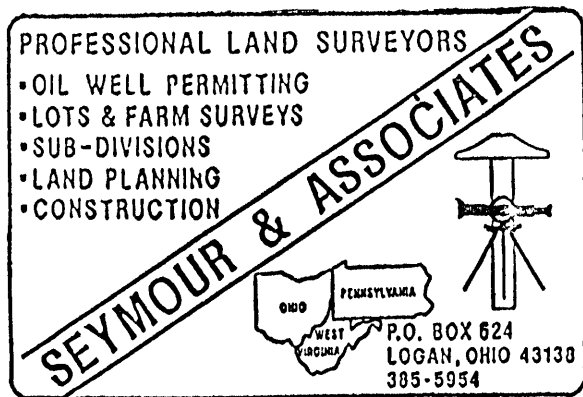 PROFESSIONAL LAND SURVEYORS
▪OIL WELL PERMITTING
▪LOTS & FARM SURVEYS
▪SUB-DIVISIONS
▪LAND PLANNING
▪CONSTRUCTION
SEYMOUR & ASSOCIATES
OHIO
PENNSYLVANIA
WEST
VIRGINIA
P.O. BOX 624
LOGAN, OHIO 43138
385-5954